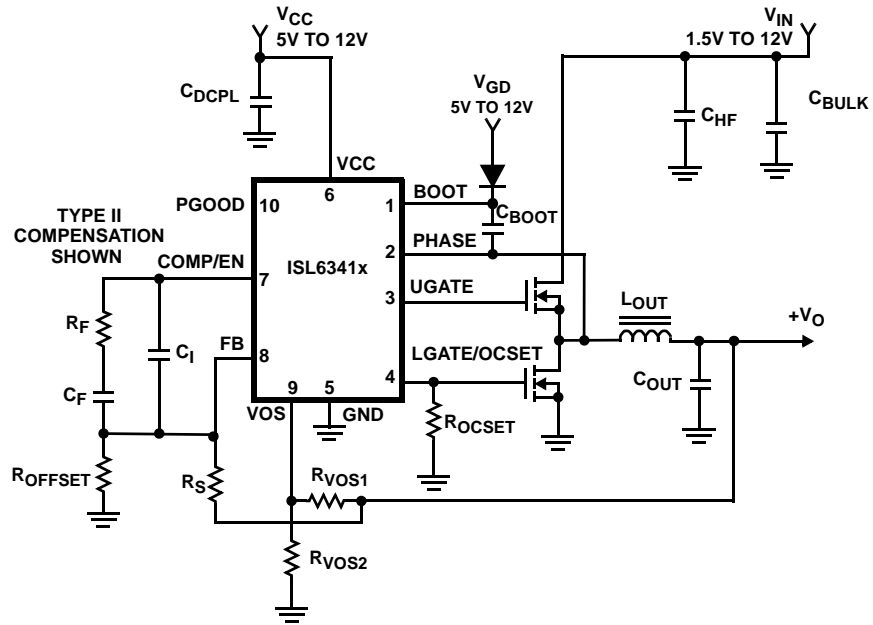 VCC
5V TO 12V
VIN
1.5V TO 12V
CDCPL
VGD
5V TO 12V
CHF
CBULK
VCC
6
PGOOD
10
1
BOOT
CBOOT
TYPE II
COMPENSATION
SHOWN
2
PHASE
COMP/EN
7
ISL6341x
3
UGATE
LOUT
+VO
RF
CI
FB
8
LGATE/OCSET
4
CF
9
5
COUT
VOS
GND
ROCSET
ROFFSET
RS
RVOS1
RVOS2